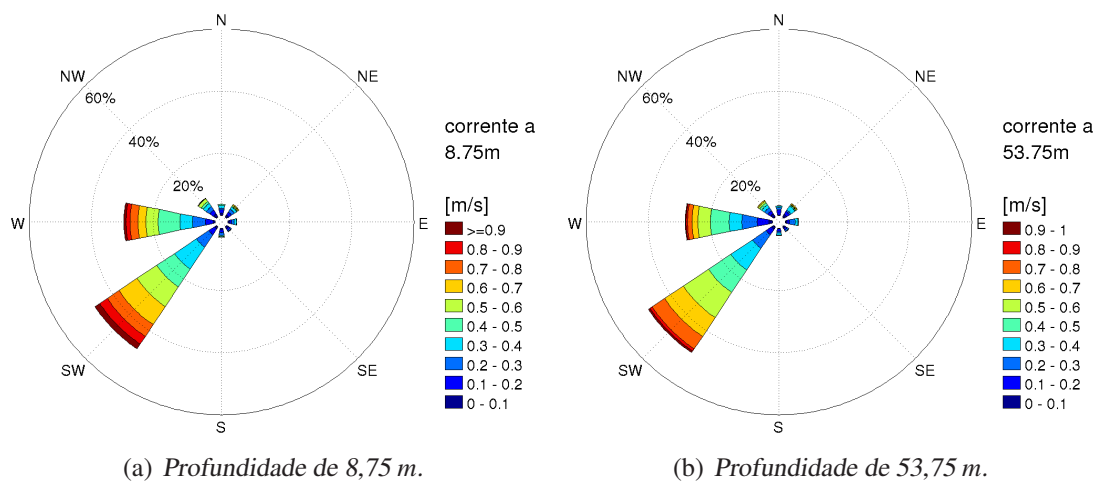 N
NW
NE
60%
40%
20%
W
E
SW
SE
S
corrente a
8.75m
[m/s]
>=0.9
0.8 - 0.9
0.7 - 0.8
0.6 - 0.7
0.5 - 0.6
0.4 - 0.5
0.3 - 0.4
0.2 - 0.3
0.1 - 0.2
0 - 0.1
(a) Profundidade de 8,75 m.
N
NW
NE
60%
40%
20%
W
E
SW
SE
S
corrente a
53.75m
[m/s]
0.9 - 1
0.8 - 0.9
0.7 - 0.8
0.6 - 0.7
0.5 - 0.6
0.4 - 0.5
0.3 - 0.4
0.2 - 0.3
0.1 - 0.2
0 - 0.1
(b) Profundidade de 53,75 m.